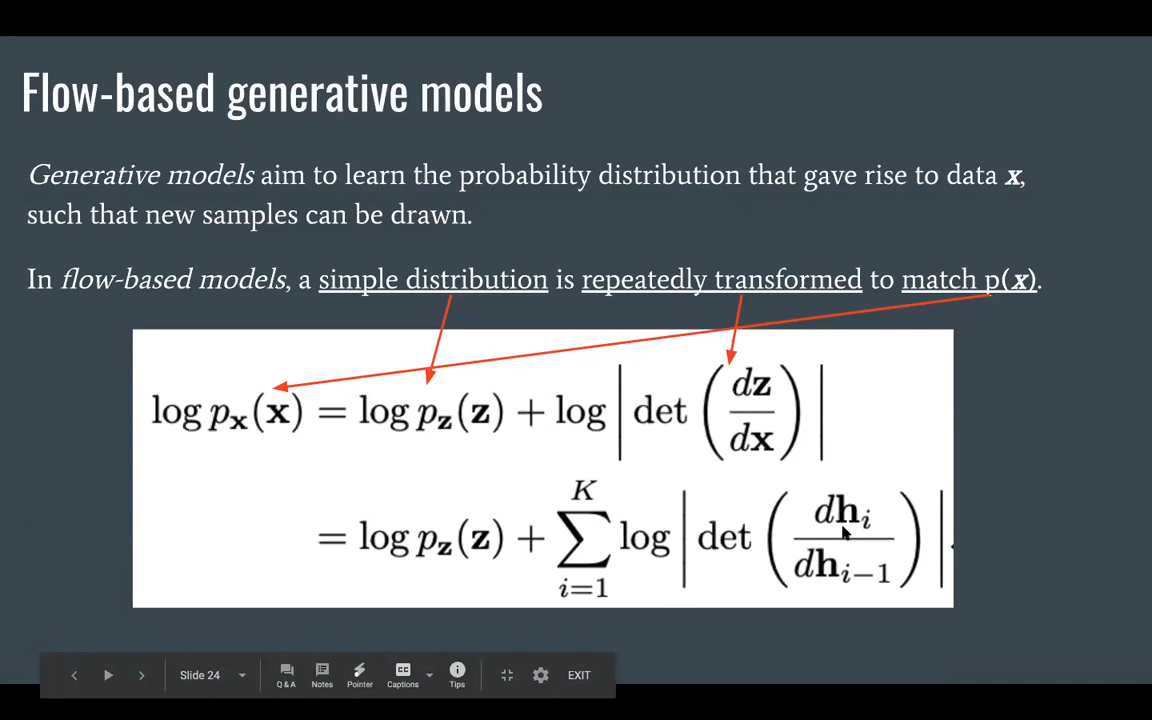 Flow-based generative models
Generative models aim to learn the probability distribution that gave rise to data x,
such that new samples can be drawn.
In flow-based models, a simple distribution is repeatedly transformed to match p(x).
log pₓ(x) = log p_z(z) + log | det ( dz / dx ) |
= log p_z(z) + ∑_{i=1}^{K} log | det ( dh_i / dh_{i−1} ) | .
Slide 24
Q & A Notes Pointer CC Captions Tips EXIT